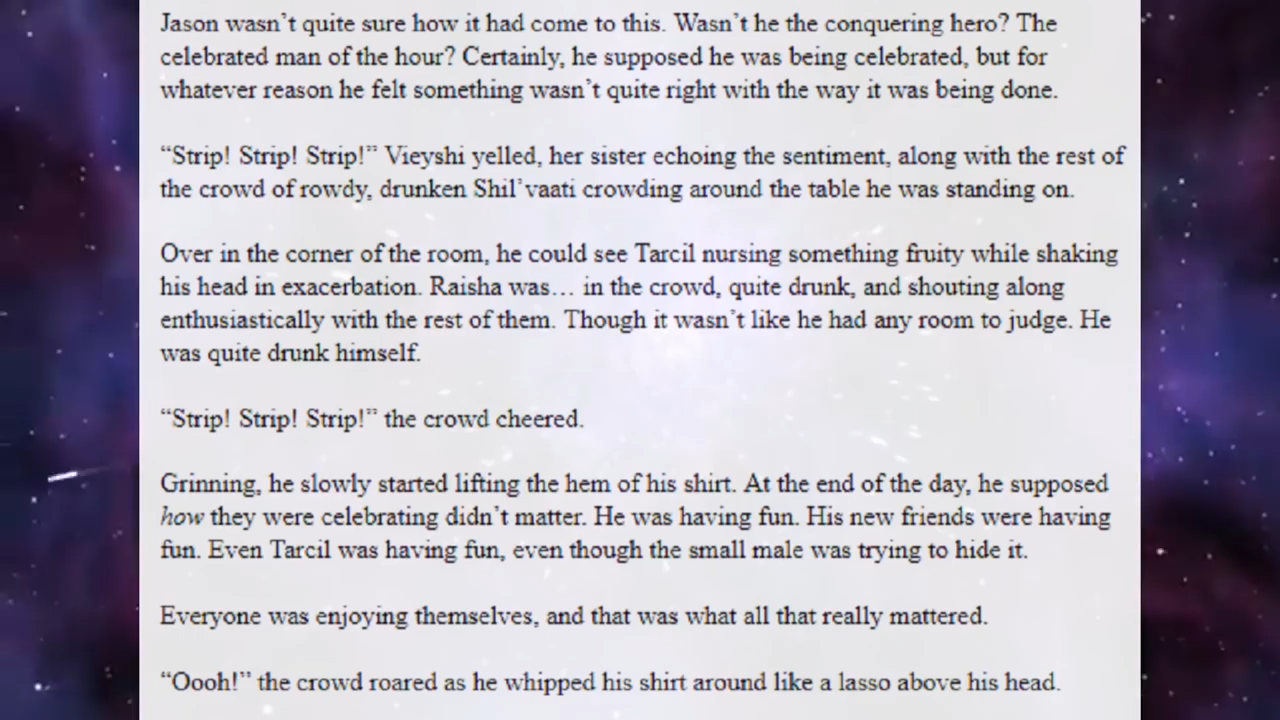 Jason wasn’t quite sure how it had come to this. Wasn’t he the conquering hero? The
celebrated man of the hour? Certainly, he supposed he was being celebrated, but for
whatever reason he felt something wasn’t quite right with the way it was being done.
“Strip! Strip! Strip!” Vieyshi yelled, her sister echoing the sentiment, along with the rest of
the crowd of rowdy, drunken Shil’vaati crowding around the table he was standing on.
Over in the corner of the room, he could see Tarcil nursing something fruity while shaking
his head in exacerbation. Raisha was… in the crowd, quite drunk, and shouting along
enthusiastically with the rest of them. Though it wasn’t like he had any room to judge. He
was quite drunk himself.
“Strip! Strip! Strip!” the crowd cheered.
Grinning, he slowly started lifting the hem of his shirt. At the end of the day, he supposed
how they were celebrating didn’t matter. He was having fun. His new friends were having
fun. Even Tarcil was having fun, even though the small male was trying to hide it.
Everyone was enjoying themselves, and that was what all that really mattered.
“Oooh!” the crowd roared as he whipped his shirt around like a lasso above his head.